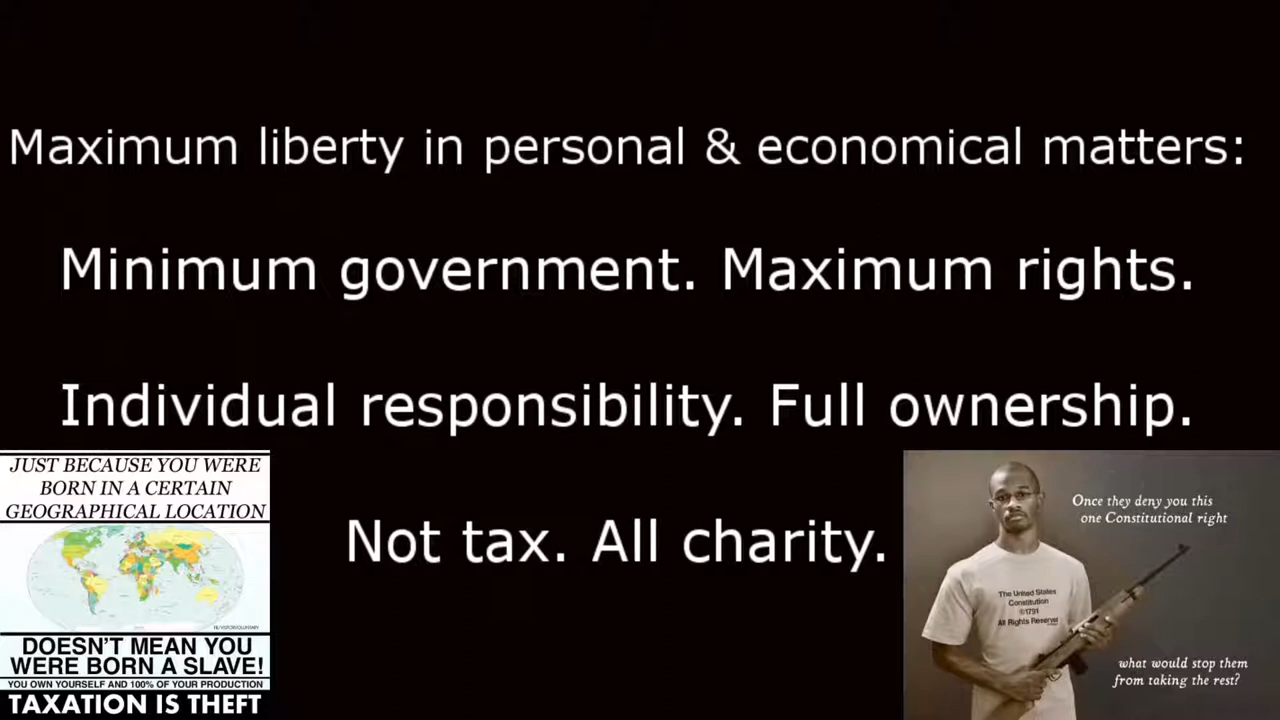 Maximum liberty in personal & economical matters:
Minimum government. Maximum rights.
Individual responsibility. Full ownership.
Not tax. All charity.
JUST BECAUSE YOU WERE
BORN IN A CERTAIN
GEOGRAPHICAL LOCATION
DOESN'T MEAN YOU
WERE BORN A SLAVE!
YOU OWN YOURSELF AND 100% OF YOUR PRODUCTION
TAXATION IS THEFT
Once they deny you this
one Constitutional right
The United States
Constitution
©1791
All Rights Reserved
what would stop them
from taking the rest?